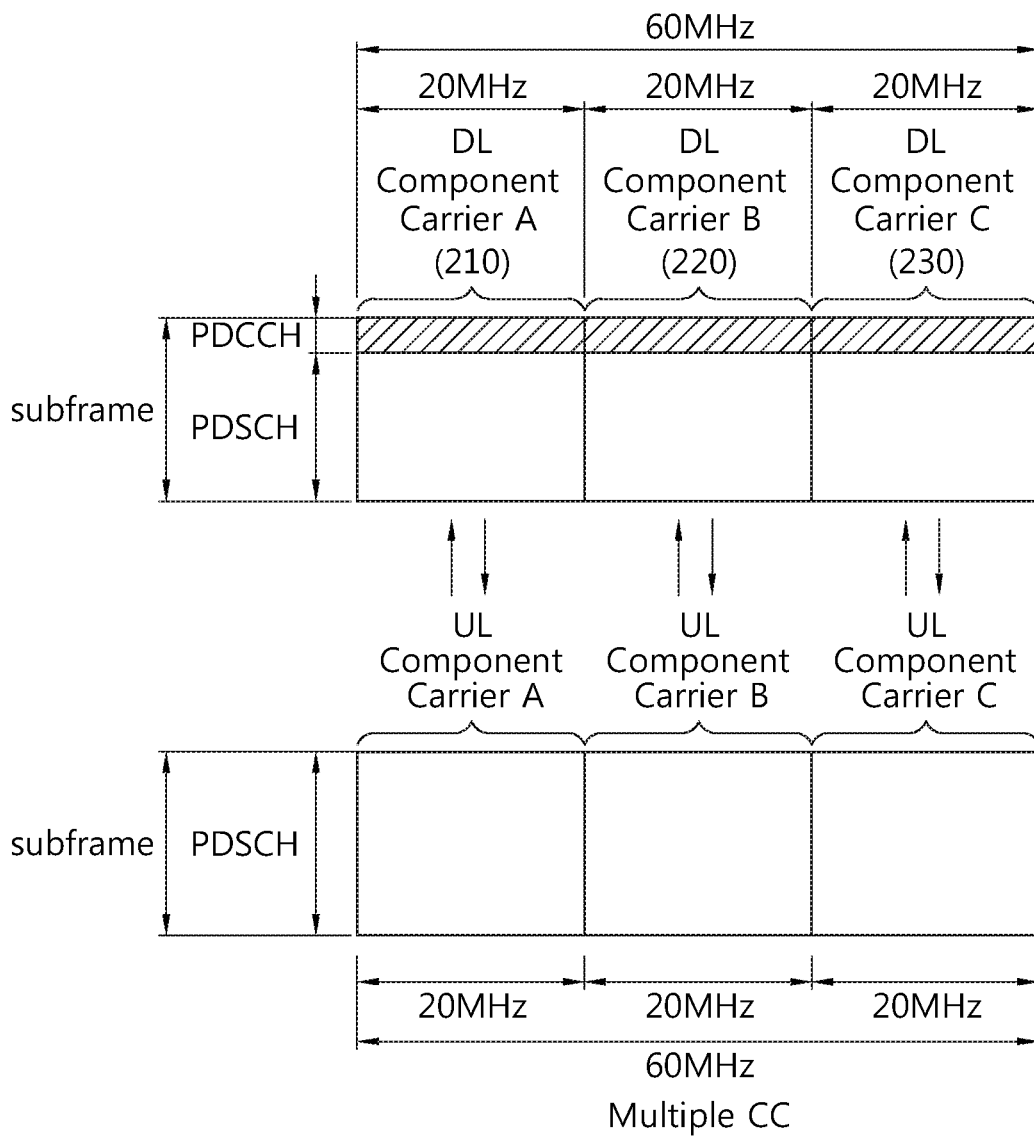 60MHz
20MHz 20MHz 20MHz
DL Component Carrier A (210)
DL Component Carrier B (220)
DL Component Carrier C (230)
PDCCH
subframe
PDSCH
UL Component Carrier A
UL Component Carrier B
UL Component Carrier C
subframe
PDSCH
20MHz 20MHz 20MHz
60MHz
Multiple CC